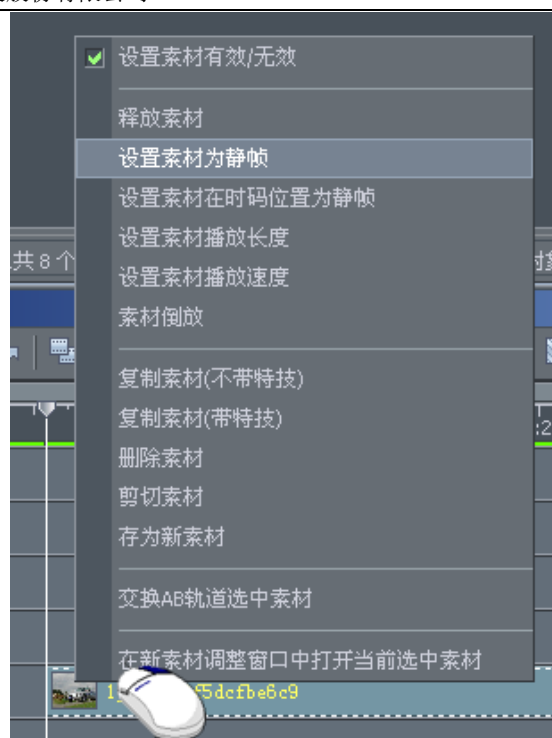 设置素材有效/无效
释放素材
设置素材为静帧
设置素材在时码位置为静帧
共8个
设置素材播放长度
设置素材播放速度
素材倒放
复制素材(不带特技)
复制素材(带特技)
:2
删除素材
剪切素材
存为新素材
交换AB轨道选中素材
在新素材调整窗口中打开当前选中素材
f5dcfbe6c9